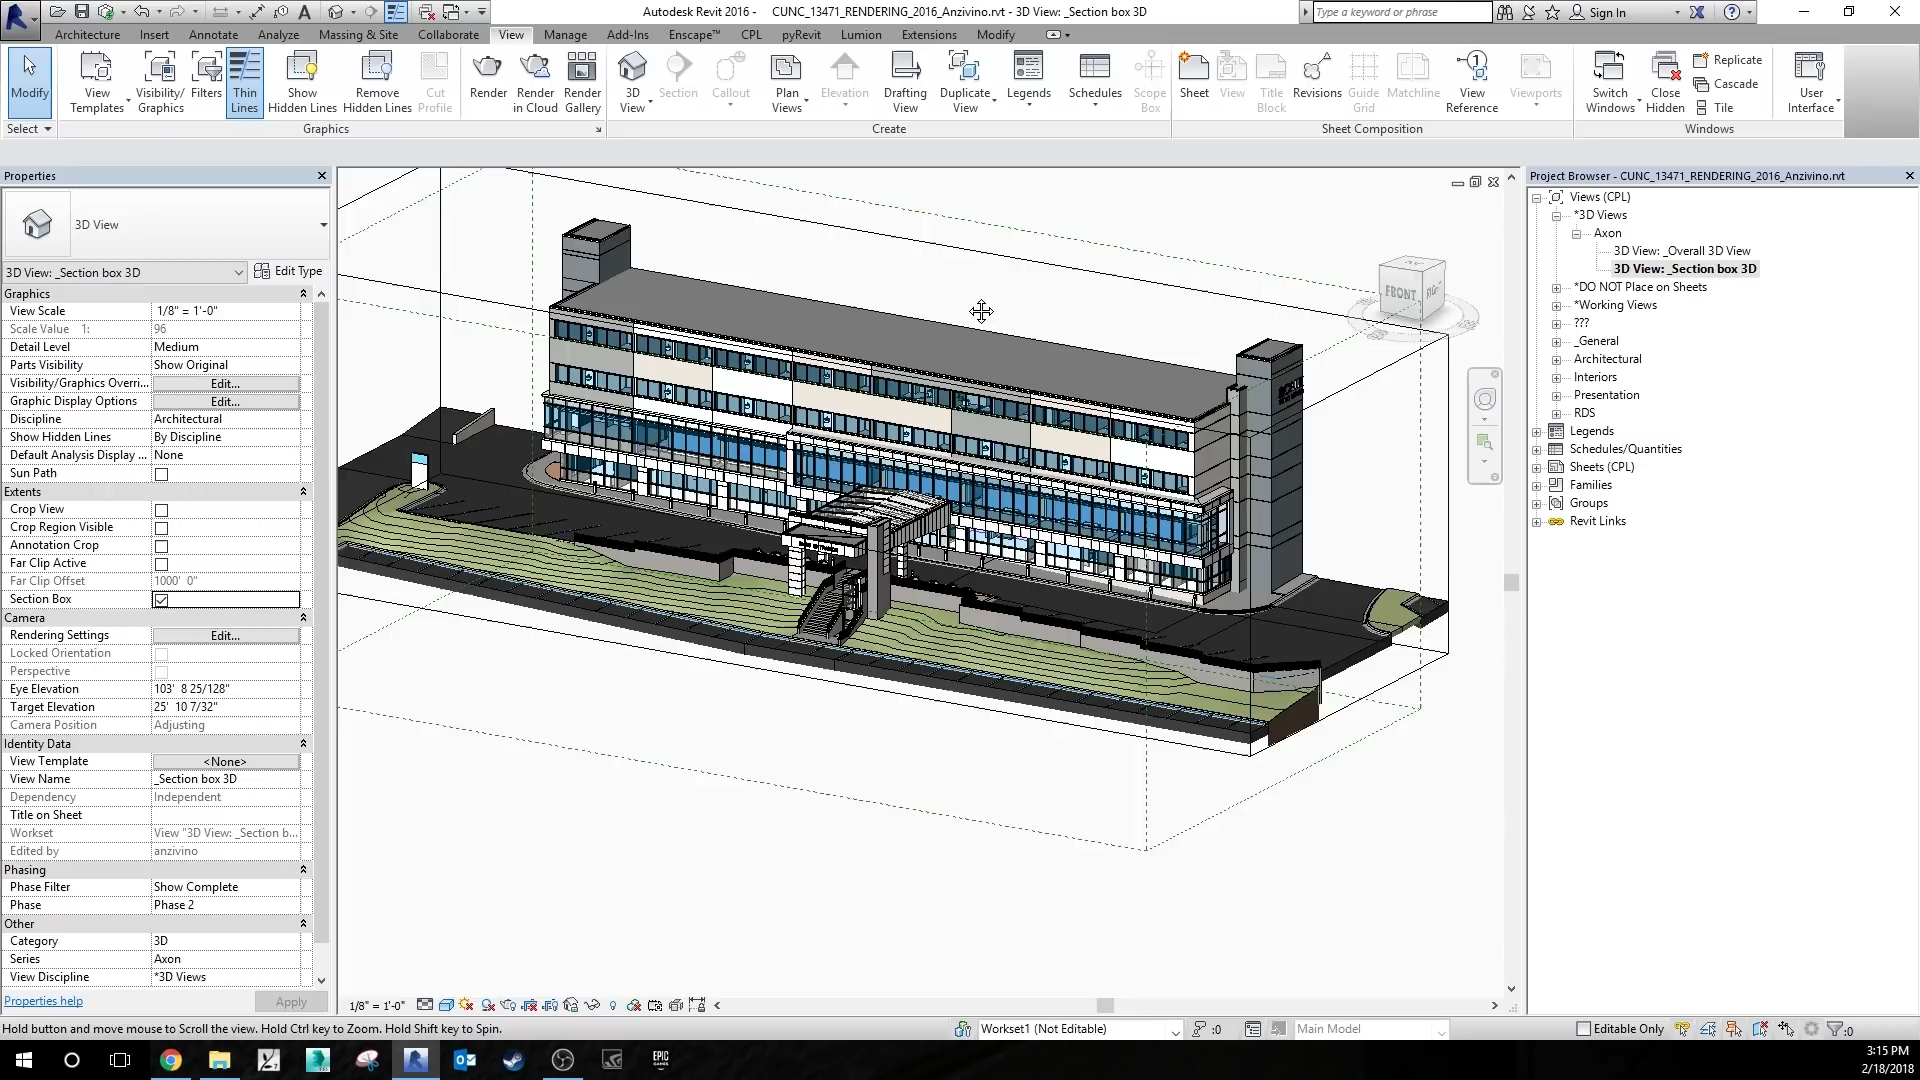 Autodesk Revit 2016 - CUNC_13471_RENDERING_2016_Anzivino.rvt - 3D View: _Section box 3D
Type a keyword or phrase
Sign In
Architecture Insert Annotate Analyze Massing & Site Collaborate View Manage Add-Ins Enscape™ CPL pyRevit Lumion Extensions Modify
Modify
View Templates
Visibility/ Graphics
Filters
Thin Lines
Show Hidden Lines
Remove Hidden Lines
Cut Profile
Render
Render in Cloud
Render Gallery
3D View
Section
Callout
Plan Views
Elevation
Drafting View
Duplicate View
Legends
Schedules
Scope Box
Sheet
View
Title Block
Revisions
Guide Grid
Matchline
View Reference
Viewports
Switch Windows
Close Hidden
Replicate
Cascade
Tile
User Interface
Select
Graphics
Create
Sheet Composition
Windows
Properties
3D View
3D View: _Section box 3D
Edit Type
Graphics
View Scale 1/8" = 1'-0"
Scale Value 1: 96
Detail Level Medium
Parts Visibility Show Original
Visibility/Graphics Overri... Edit...
Graphic Display Options Edit...
Discipline Architectural
Show Hidden Lines By Discipline
Default Analysis Display ... None
Sun Path
Extents
Crop View
Crop Region Visible
Annotation Crop
Far Clip Active
Far Clip Offset 1000' 0"
Section Box
Camera
Rendering Settings Edit...
Locked Orientation
Perspective
Eye Elevation 103' 8 25/128"
Target Elevation 25' 10 7/32"
Camera Position Adjusting
Identity Data
View Template <None>
View Name _Section box 3D
Dependency Independent
Title on Sheet
Workset View "3D View: _Section b...
Edited by anzivino
Phasing
Phase Filter Show Complete
Phase Phase 2
Other
Category 3D
Series Axon
View Discipline *3D Views
Properties help
Apply
FRONT
1/8" = 1'-0"
Project Browser - CUNC_13471_RENDERING_2016_Anzivino.rvt
Views (CPL)
*3D Views
Axon
3D View: _Overall 3D View
3D View: _Section box 3D
*DO NOT Place on Sheets
*Working Views
???
_General
Architectural
Interiors
Presentation
RDS
Legends
Schedules/Quantities
Sheets (CPL)
Families
Groups
Revit Links
Hold button and move mouse to Scroll the view. Hold Ctrl key to Zoom. Hold Shift key to Spin.
Workset1 (Not Editable)
:0
Main Model
Editable Only
:0
EPIC
GAMES
3:15 PM
2/18/2018